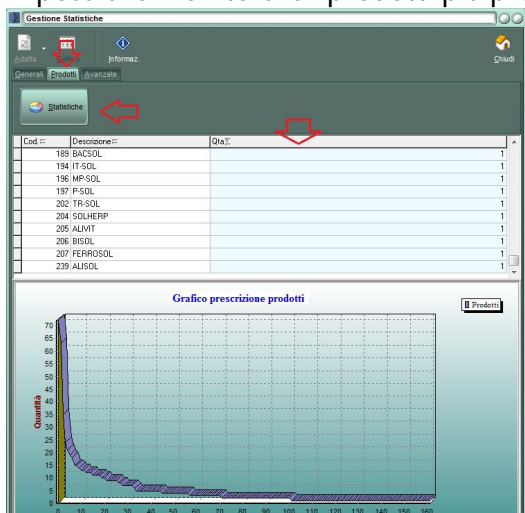 Gestione Statistiche
Adatta
Informaz.
Chiudi
Generali Prodotti Avanzate
Statistiche
Cod. Descrizione Qta
189 BACSOL 1
194 IT-SOL 1
196 MP-SOL 1
197 P-SOL 1
202 TR-SOL 1
204 SOLHERP 1
205 ALIVIT 1
206 BISOL 1
207 FERROSOL 1
239 ALISOL 1
Grafico prescrizione prodotti
Prodotti
Quantità
70
65
60
55
50
45
40
35
30
25
20
15
10
5
0
0 10 20 30 40 50 60 70 80 90 100 110 120 130 140 150 160